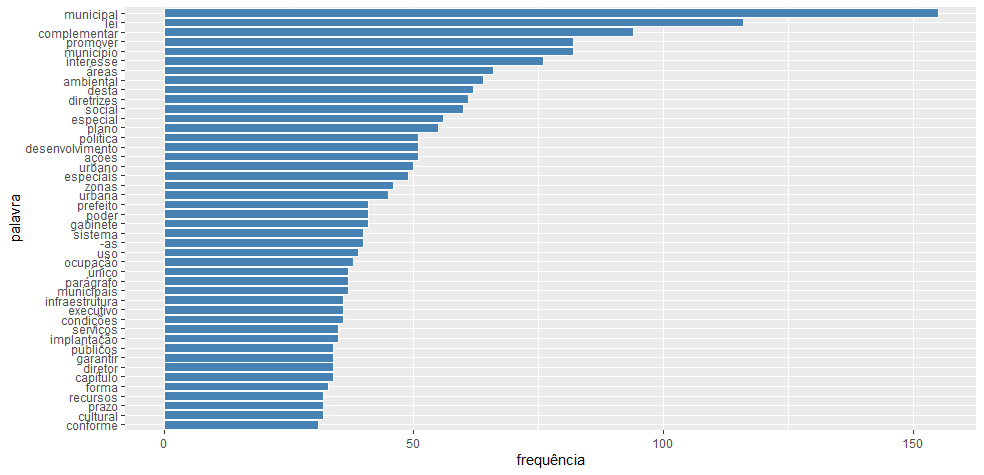 municipal
lei
complementar
promover
município
interesse
áreas
ambiental
desta
diretrizes
social
especial
plano
política
desenvolvimento
ações
urbano
especiais
zonas
urbana
prefeito
poder
gabinete
sistema
-as
uso
ocupação
único
parágrafo
municipais
infraestrutura
executivo
condições
serviços
implantação
públicos
garantir
diretor
capítulo
forma
recursos
prazo
cultural
conforme
palavra
0 50 100 150
frequência